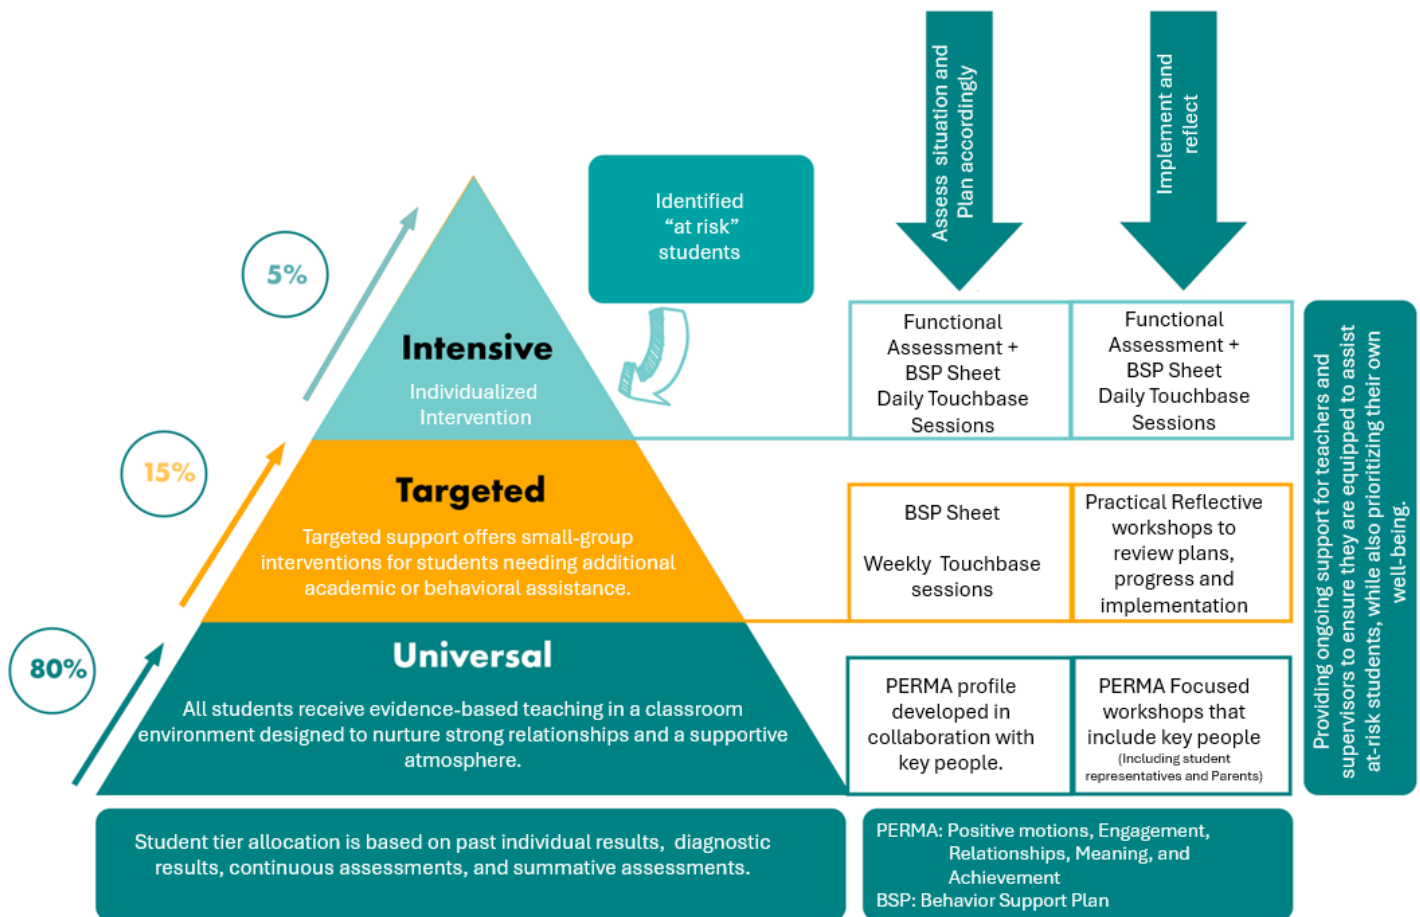 Assess situation and
Plan accordingly
Implement and
reflect
Identified
“at risk”
students
5%
Intensive
Individualized
Intervention
Functional
Assessment +
BSP Sheet
Daily Touchbase
Sessions
Functional
Assessment +
BSP Sheet
Daily Touchbase
Sessions
15%
Targeted
Targeted support offers small-group
interventions for students needing additional
academic or behavioral assistance.
BSP Sheet
Weekly Touchbase
sessions
Practical Reflective
workshops to
review plans,
progress and
implementation
80%
Universal
All students receive evidence-based teaching in a classroom
environment designed to nurture strong relationships and a supportive
atmosphere.
PERMA profile
developed in
collaboration with
key people.
PERMA Focused
workshops that
include key people
(Including student
representatives and Parents)
Providing ongoing support for teachers and
supervisors to ensure they are equipped to assist
at-risk students, while also prioritizing their own
well-being.
Student tier allocation is based on past individual results, diagnostic
results, continuous assessments, and summative assessments.
PERMA: Positive motions, Engagement,
Relationships, Meaning, and
Achievement
BSP: Behavior Support Plan